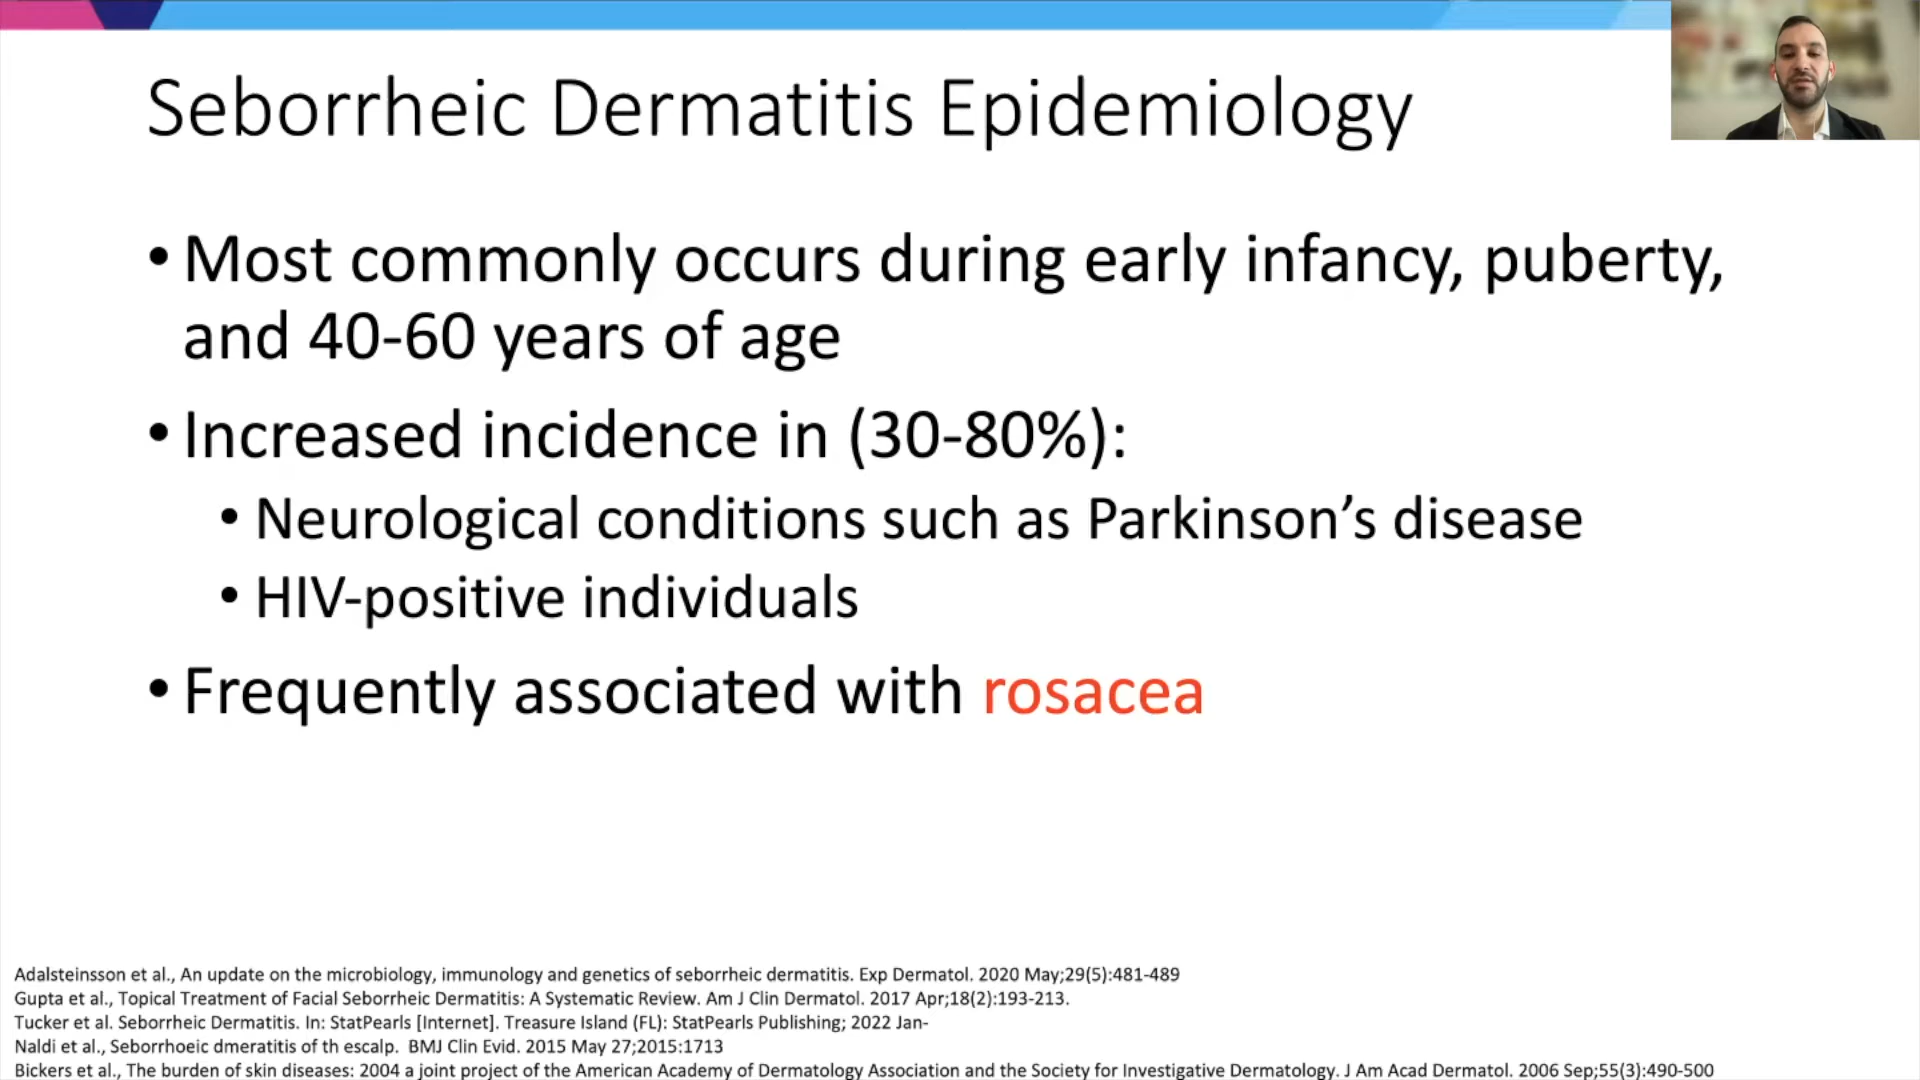 Seborrheic Dermatitis Epidemiology
• Most commonly occurs during early infancy, puberty,
and 40-60 years of age
• Increased incidence in (30-80%):
• Neurological conditions such as Parkinson’s disease
• HIV-positive individuals
• Frequently associated with rosacea
Adalsteinsson et al., An update on the microbiology, immunology and genetics of seborrheic dermatitis. Exp Dermatol. 2020 May;29(5):481-489
Gupta et al., Topical Treatment of Facial Seborrheic Dermatitis: A Systematic Review. Am J Clin Dermatol. 2017 Apr;18(2):193-213.
Tucker et al. Seborrheic Dermatitis. In: StatPearls [Internet]. Treasure Island (FL): StatPearls Publishing; 2022 Jan-
Naldi et al., Seborrhoeic dmeratitis of th escalp. BMJ Clin Evid. 2015 May 27;2015:1713
Bickers et al., The burden of skin diseases: 2004 a joint project of the American Academy of Dermatology Association and the Society for Investigative Dermatology. J Am Acad Dermatol. 2006 Sep;55(3):490-500